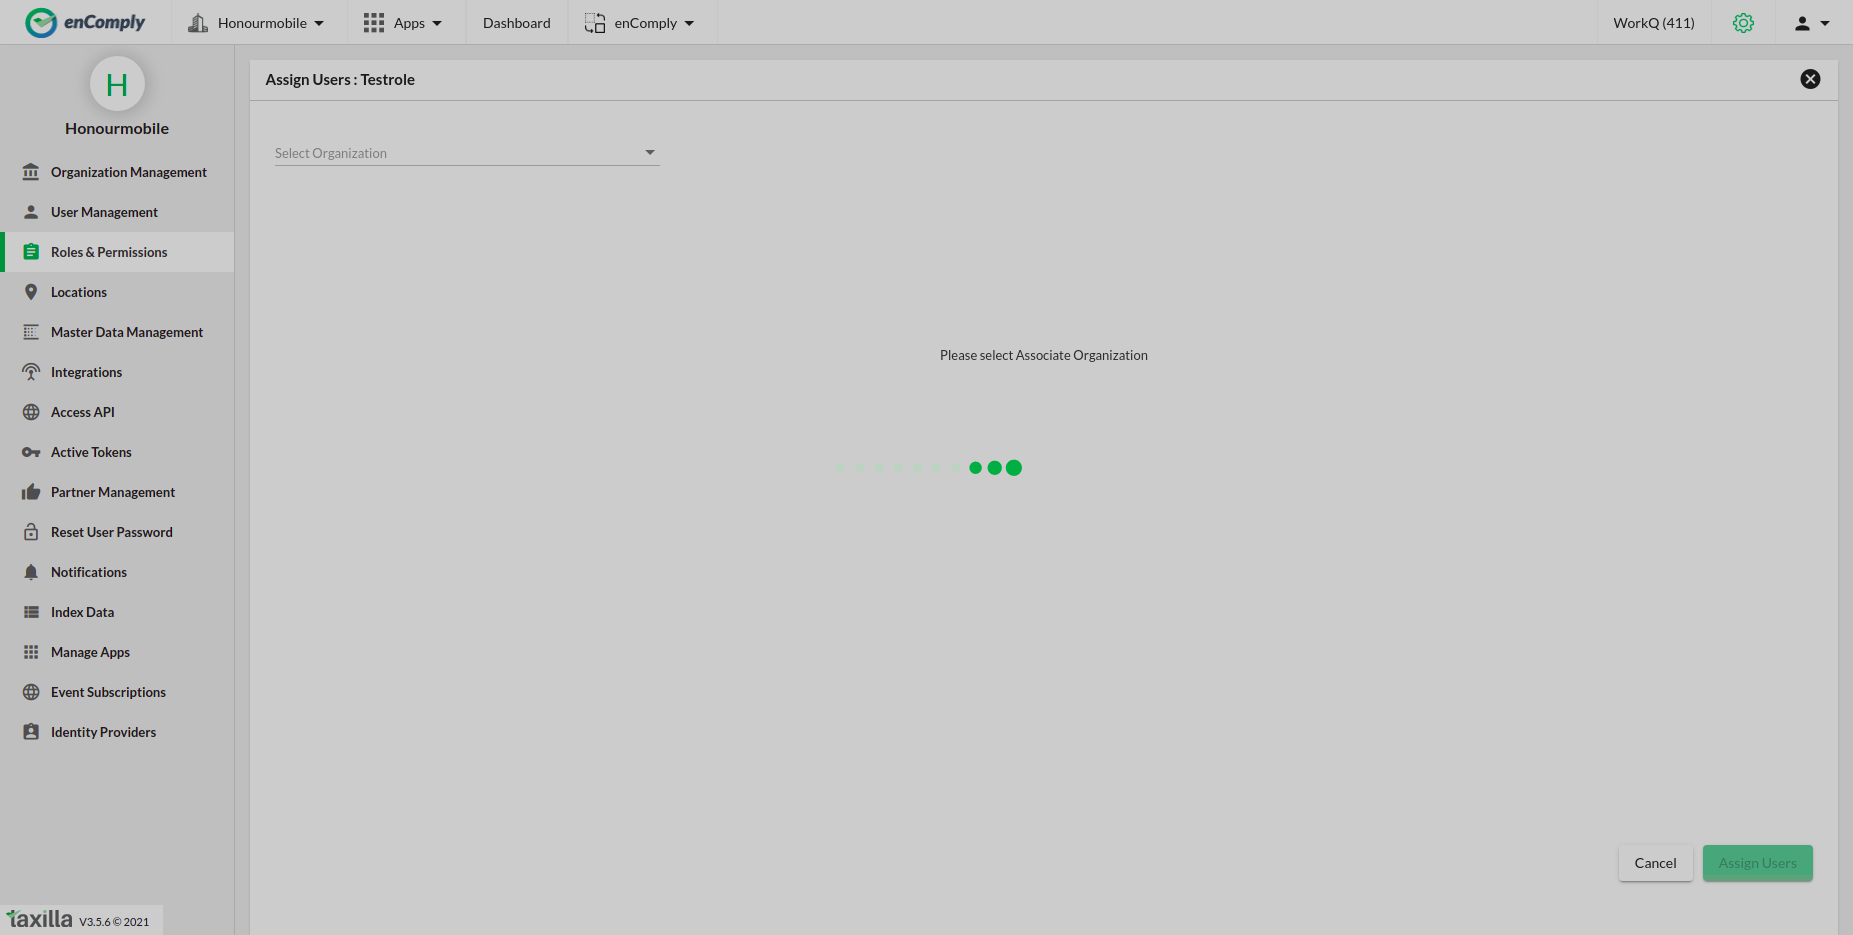 enComply
Honourmobile
Apps
Dashboard
enComply
WorkQ (411)
H
Honourmobile
Organization Management
User Management
Roles & Permissions
Locations
Master Data Management
Integrations
Access API
Active Tokens
Partner Management
Reset User Password
Notifications
Index Data
Manage Apps
Event Subscriptions
Identity Providers
taxilla V3.5.6 © 2021
Assign Users : Testrole
Select Organization
Please select Associate Organization
Cancel
Assign Users